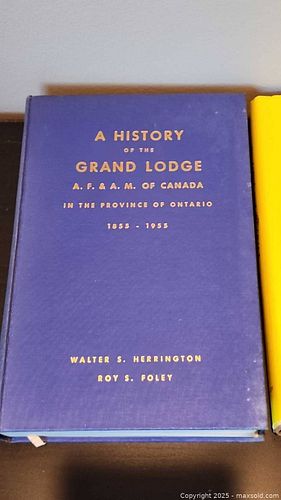 A HISTORY
OF THE
GRAND LODGE
A. F. & A. M. OF CANADA
IN THE PROVINCE OF ONTARIO
1855 - 1955
WALTER S. HERRINGTON
ROY S. FOLEY
Copyright 2025 - maxsold.com